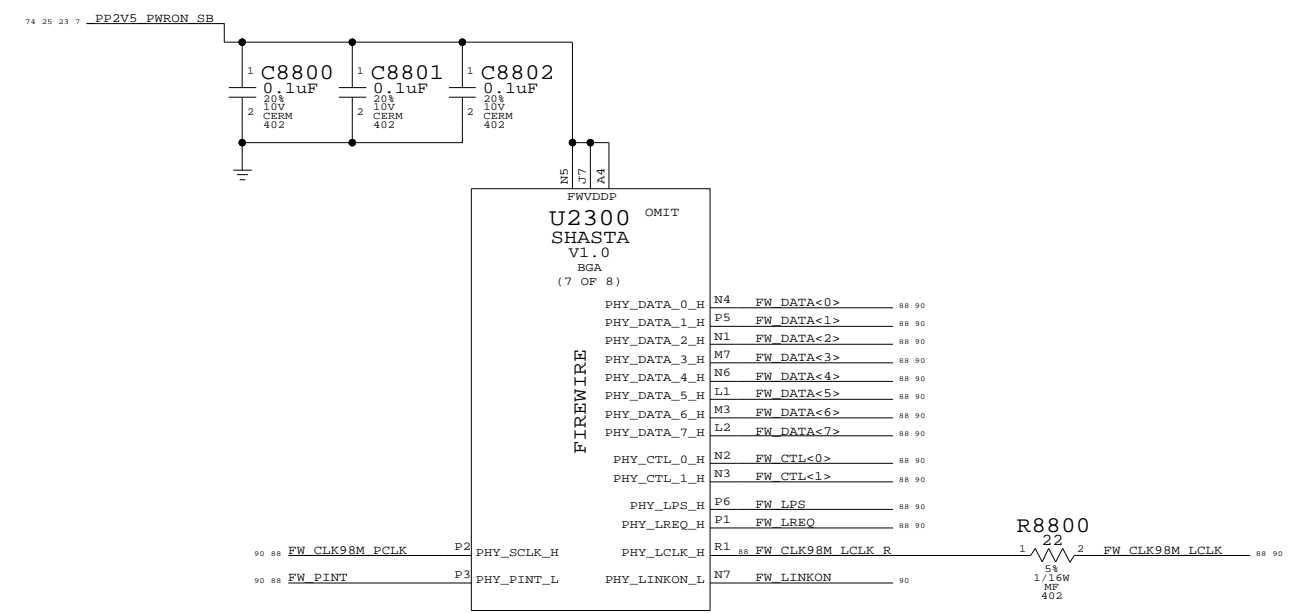 74 25 23 7 PP2V5_PWRON_SB
1 C8800 1 C8801 1 C8802
0.1uF 0.1uF 0.1uF
20% 20% 20%
10V 10V 10V
2 CERM 2 CERM 2 CERM
402 402 402
N5 J7 A4
FWVDDP
U2300 OMIT
SHASTA
V1.0
BGA
(7 OF 8)
FIREWIRE
PHY_DATA_0_H N4 FW_DATA<0> 88 90
PHY_DATA_1_H P5 FW_DATA<1> 88 90
PHY_DATA_2_H N1 FW_DATA<2> 88 90
PHY_DATA_3_H M7 FW_DATA<3> 88 90
PHY_DATA_4_H N6 FW_DATA<4> 88 90
PHY_DATA_5_H L1 FW_DATA<5> 88 90
PHY_DATA_6_H M3 FW_DATA<6> 88 90
PHY_DATA_7_H L2 FW_DATA<7> 88 90
PHY_CTL_0_H N2 FW_CTL<0> 88 90
PHY_CTL_1_H N3 FW_CTL<1> 88 90
PHY_LPS_H P6 FW_LPS 88 90
PHY_LREQ_H P1 FW_LREQ 88 90
90 88 FW_CLK98M_PCLK P2 PHY_SCLK_H PHY_LCLK_H R1 88 FW_CLK98M_LCLK_R
90 88 FW_PINT P3 PHY_PINT_L PHY_LINKON_L N7 FW_LINKON 90
R8800
22
1 2 FW_CLK98M_LCLK 88 90
5%
1/16W
MF
402